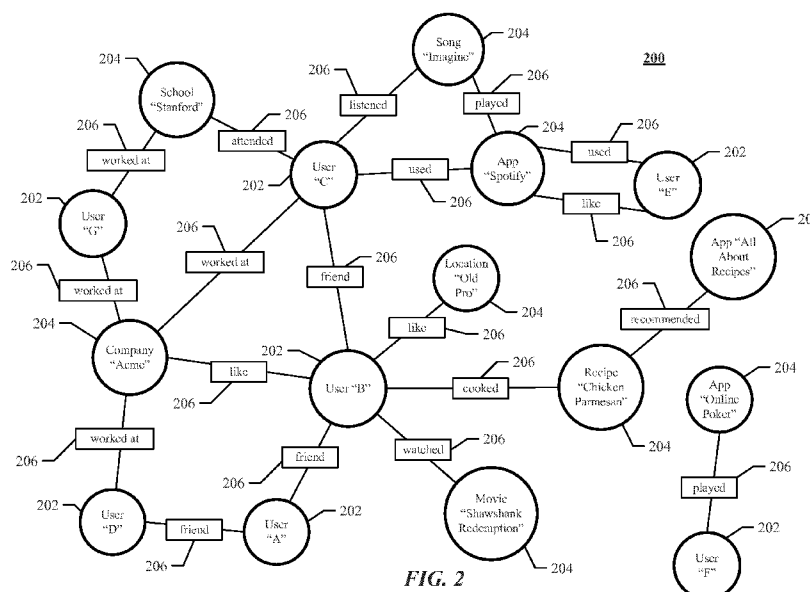 Song
"Imagine"
204
200
204
206
206
School
"Stanford"
listened
played
206
206
204
206
attended
used
202
worked at
User
"C"
App
"Spotify"
User
"E"
202
202
used
like
User
"G"
206
206
App "All
About
Recipes"
20
206
206
206
Location
"Old
Pro"
206
worked at
worked at
friend
recommended
204
like
204
206
Company
"Acme"
202
206
204
User "B"
like
cooked
Recipe
"Chicken
Parmesan"
App
"Online
Poker"
206
206
206
204
worked at
friend
watched
206
206
206
played
202
202
Movie
"Shawshank
Redemption"
202
User
"D"
friend
User
"A"
User
"F"
206
204
FIG. 2